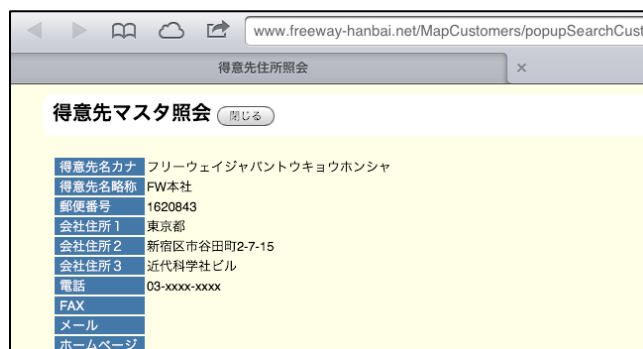 www.freeway-hanbai.net/MapCustomers/popupSearchCust
得意先住所照会 ×
得意先マスタ照会 閉じる
得意先名カナ フリーウェイジャパントウキョウホンシャ
得意先名略称 FW本社
郵便番号 1620843
会社住所1 東京都
会社住所2 新宿区市谷田町2-7-15
会社住所3 近代科学社ビル
電話 03-xxxx-xxxx
FAX
メール
ホームページ